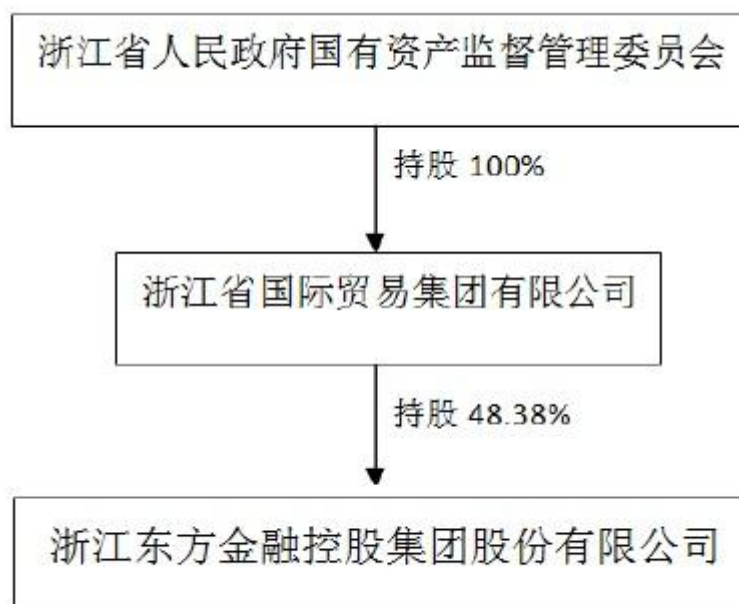 浙江省人民政府国有资产监督管理委员会
持股 100%
浙江省国际贸易集团有限公司
持股 48.38%
浙江东方金融控股集团股份有限公司